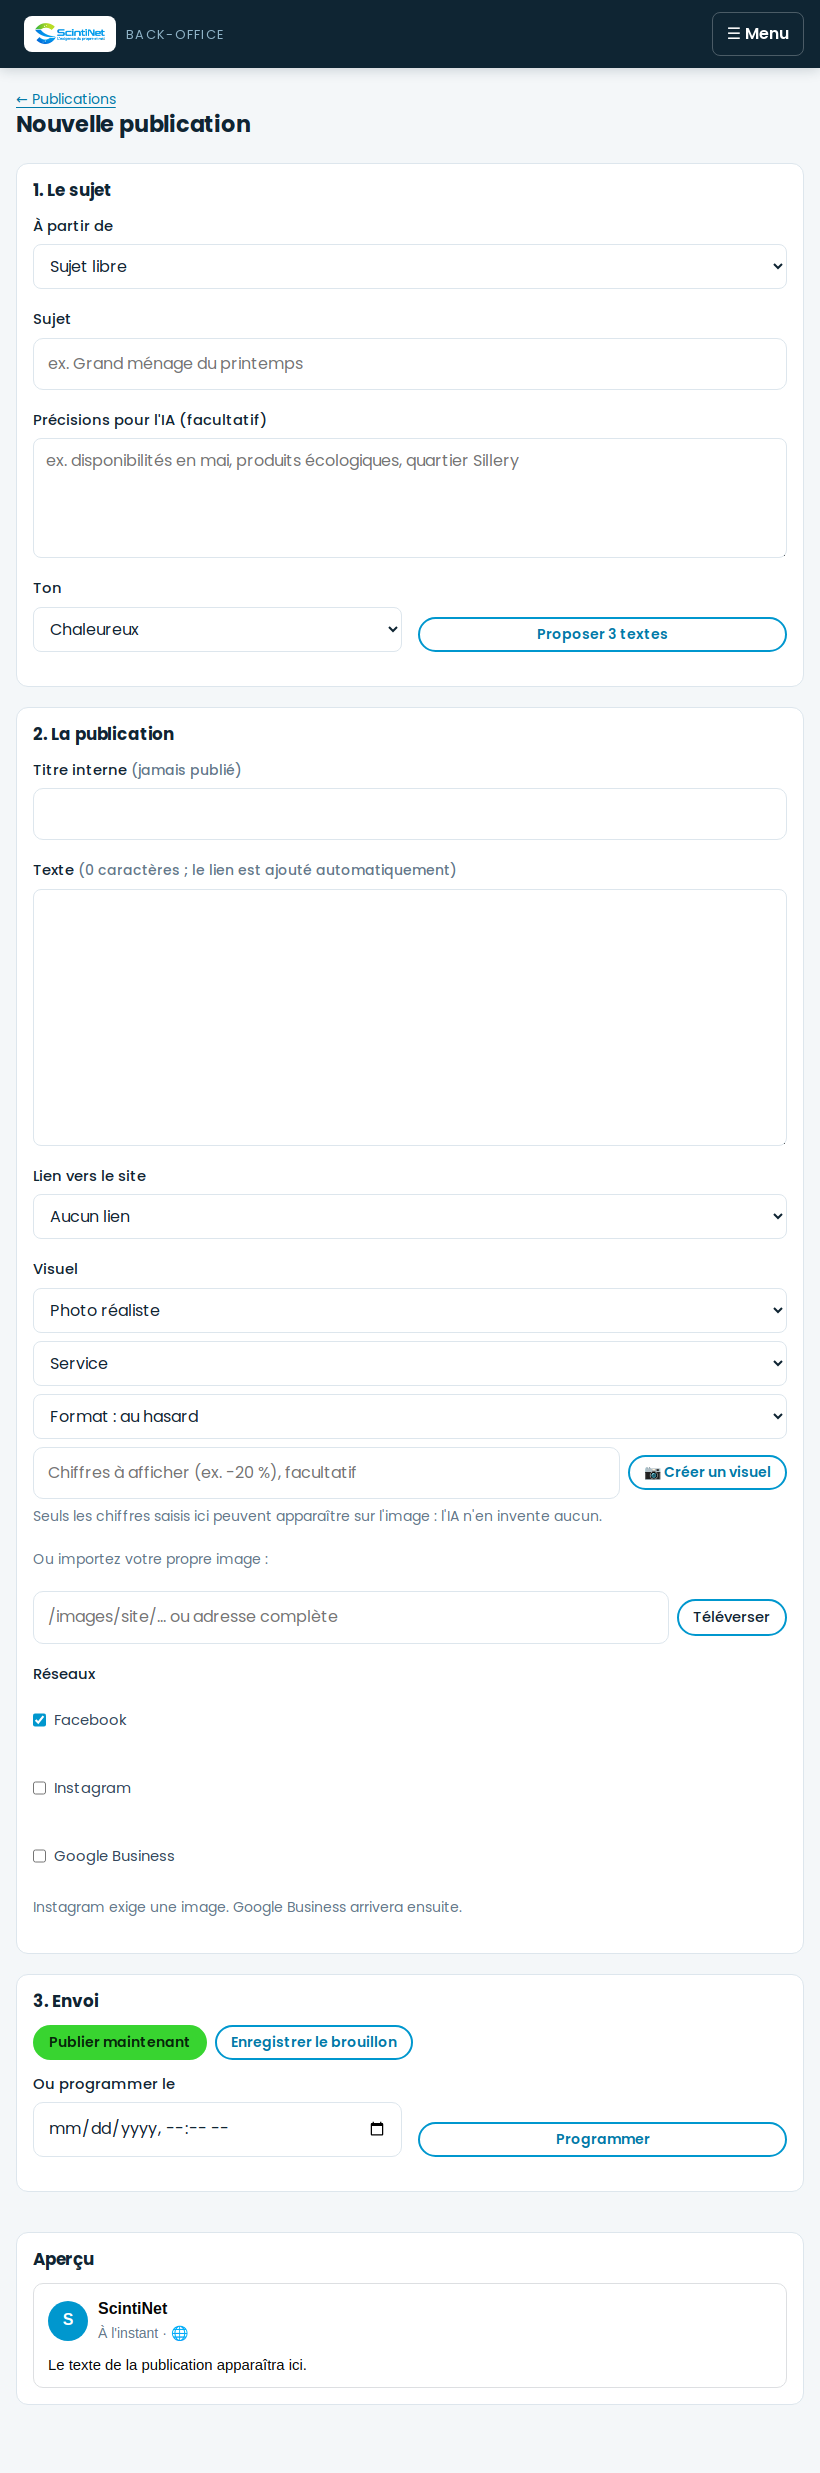 ScintiNet
BACK-OFFICE
☰ Menu
← Publications
Nouvelle publication
1. Le sujet
À partir de
Sujet libre
Sujet
ex. Grand ménage du printemps
Précisions pour l'IA (facultatif)
ex. disponibilités en mai, produits écologiques, quartier Sillery
Ton
Chaleureux
Proposer 3 textes
2. La publication
Titre interne (jamais publié)
Texte (0 caractères ; le lien est ajouté automatiquement)
Lien vers le site
Aucun lien
Visuel
Photo réaliste
Service
Format : au hasard
Chiffres à afficher (ex. -20 %), facultatif
📷 Créer un visuel
Seuls les chiffres saisis ici peuvent apparaître sur l'image : l'IA n'en invente aucun.
Ou importez votre propre image :
/images/site/... ou adresse complète
Téléverser
Réseaux
Facebook
Instagram
Google Business
Instagram exige une image. Google Business arrivera ensuite.
3. Envoi
Publier maintenant
Enregistrer le brouillon
Ou programmer le
mm/dd/yyyy, --:-- --
Programmer
Aperçu
S
ScintiNet
À l'instant · 🌐
Le texte de la publication apparaîtra ici.